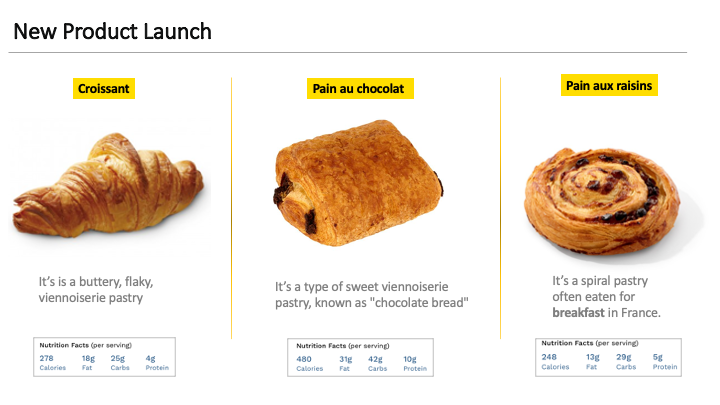 New Product Launch
Croissant
It's is a buttery, flaky,
viennoiserie pastry
Nutrition Facts (per serving)
278 18g 25g 4g
Calories Fat Carbs Protein
Pain au chocolat
It's a type of sweet viennoiserie
pastry, known as "chocolate bread"
Nutrition Facts (per serving)
480 31g 42g 10g
Calories Fat Carbs Protein
Pain aux raisins
It's a spiral pastry
often eaten for
breakfast in France.
Nutrition Facts (per serving)
248 13g 29g 5g
Calories Fat Carbs Protein